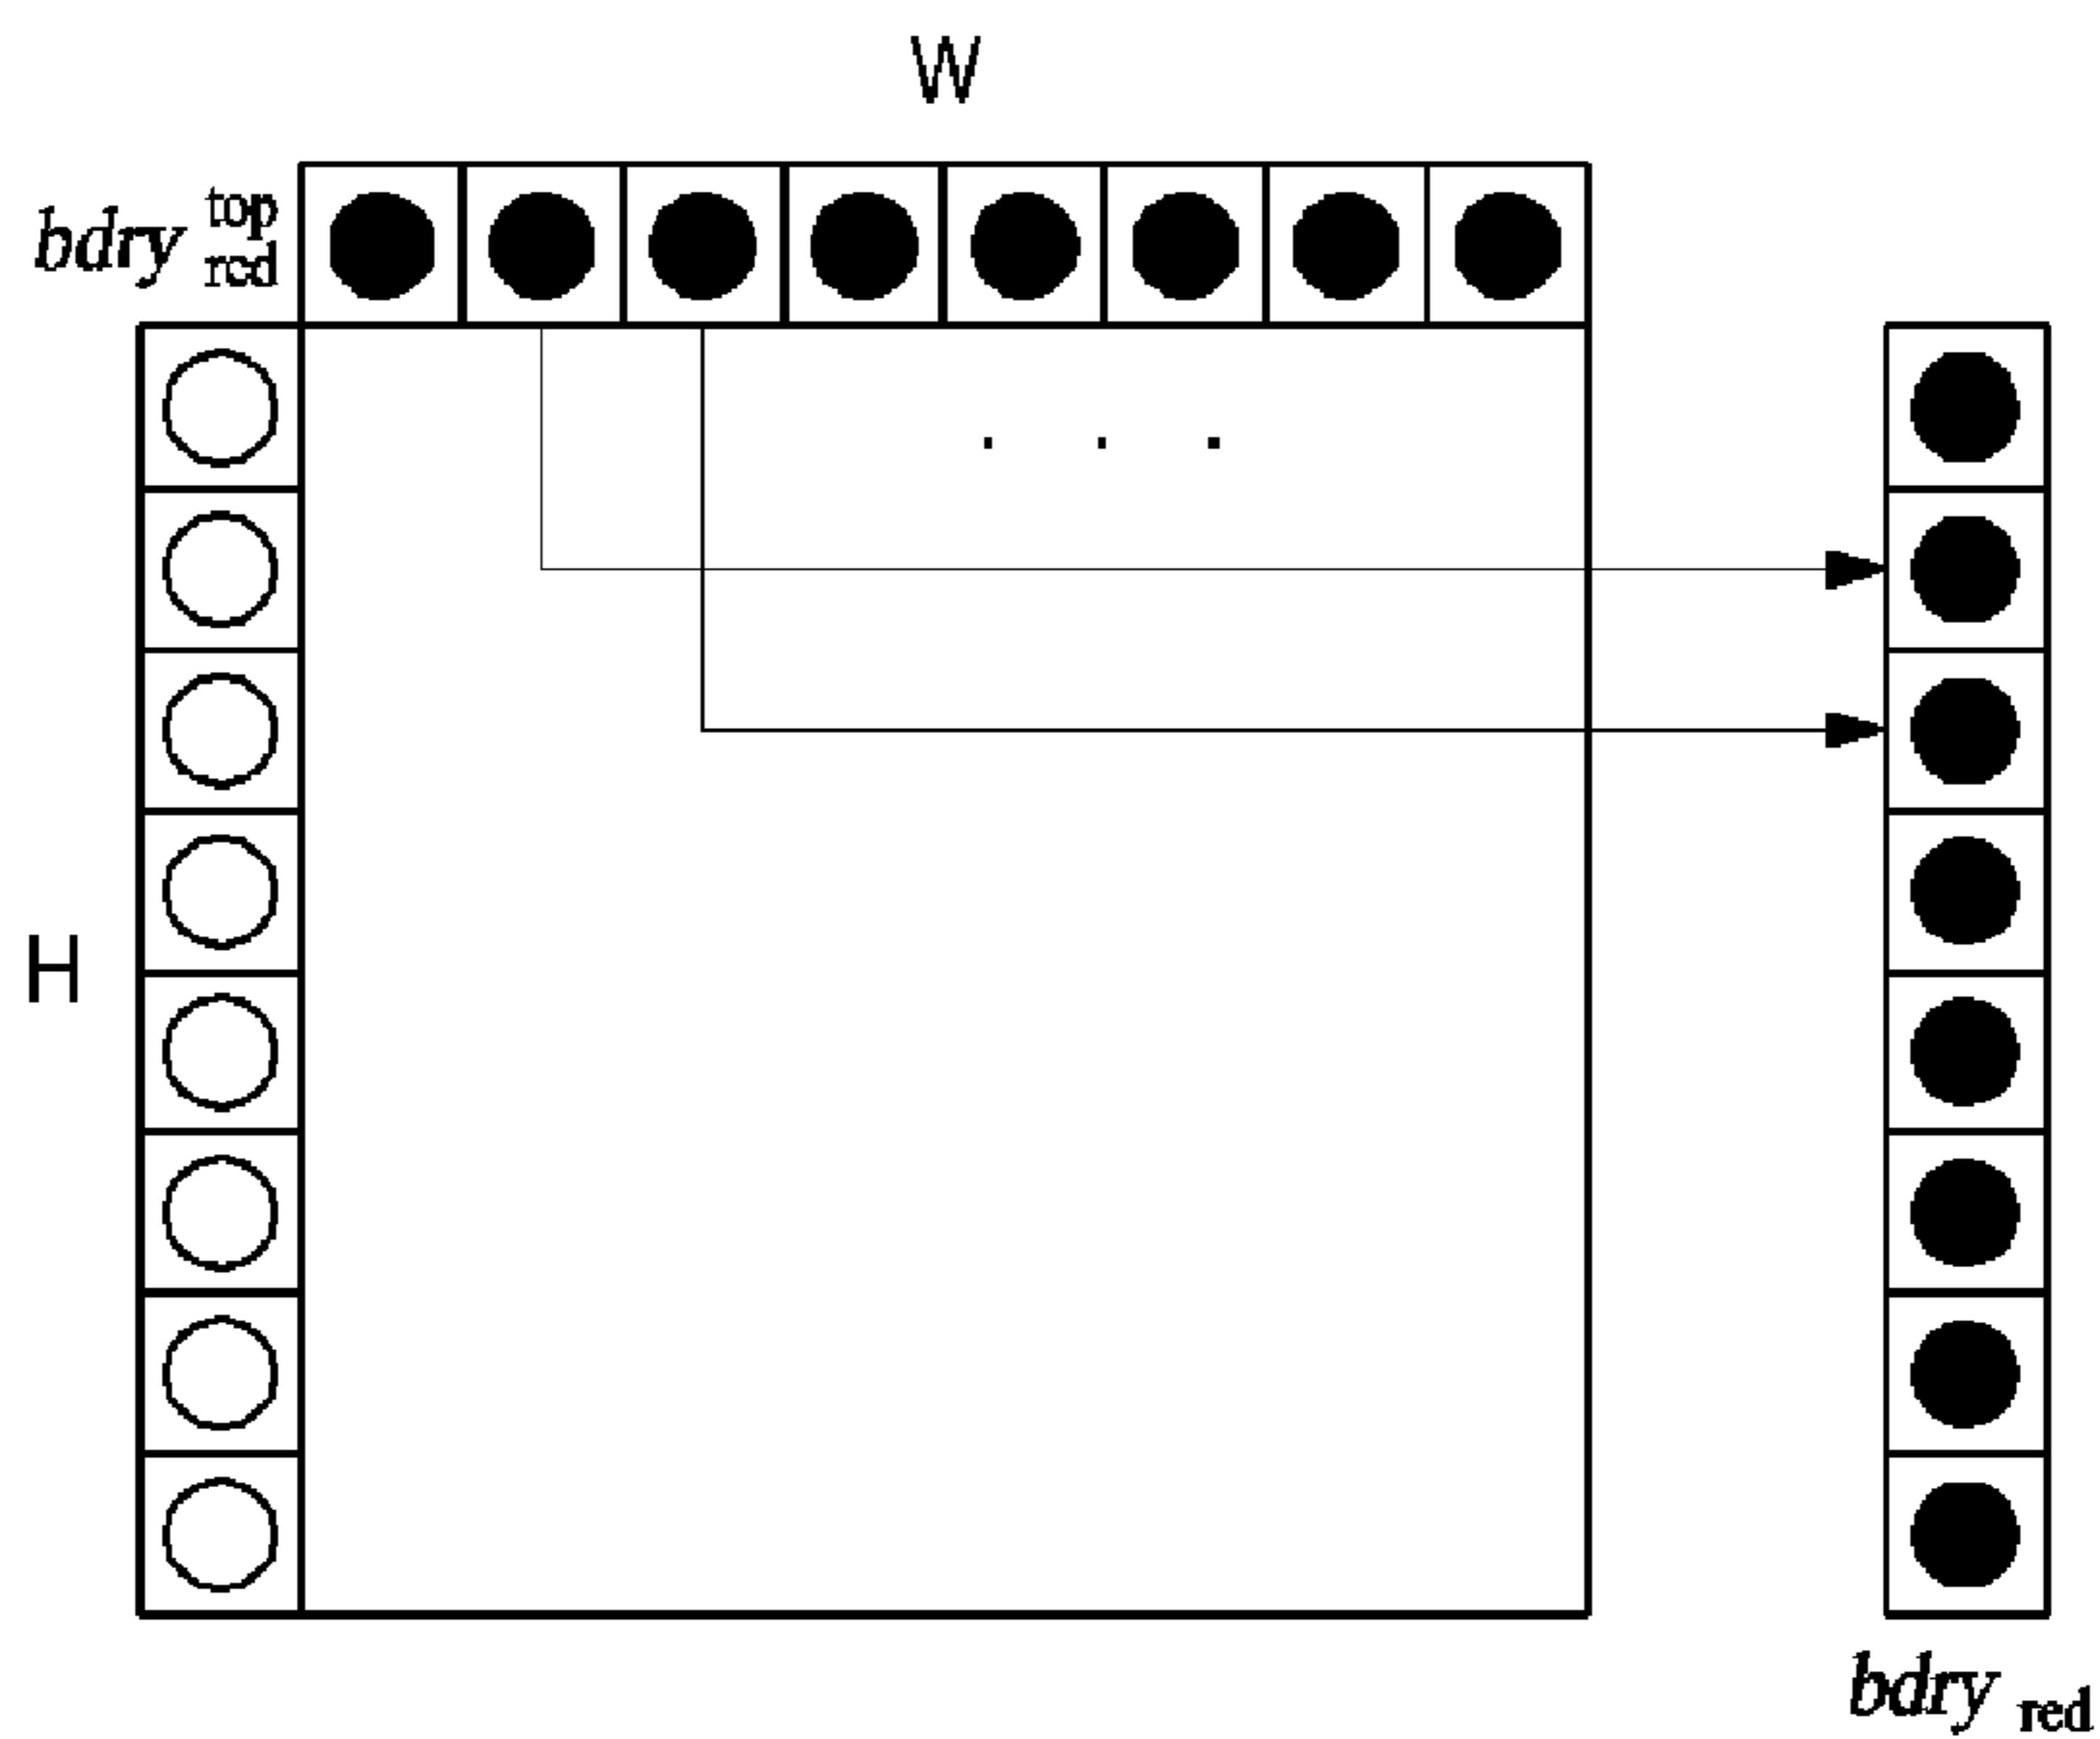 W
bdry top red
. . .
H
bdry red